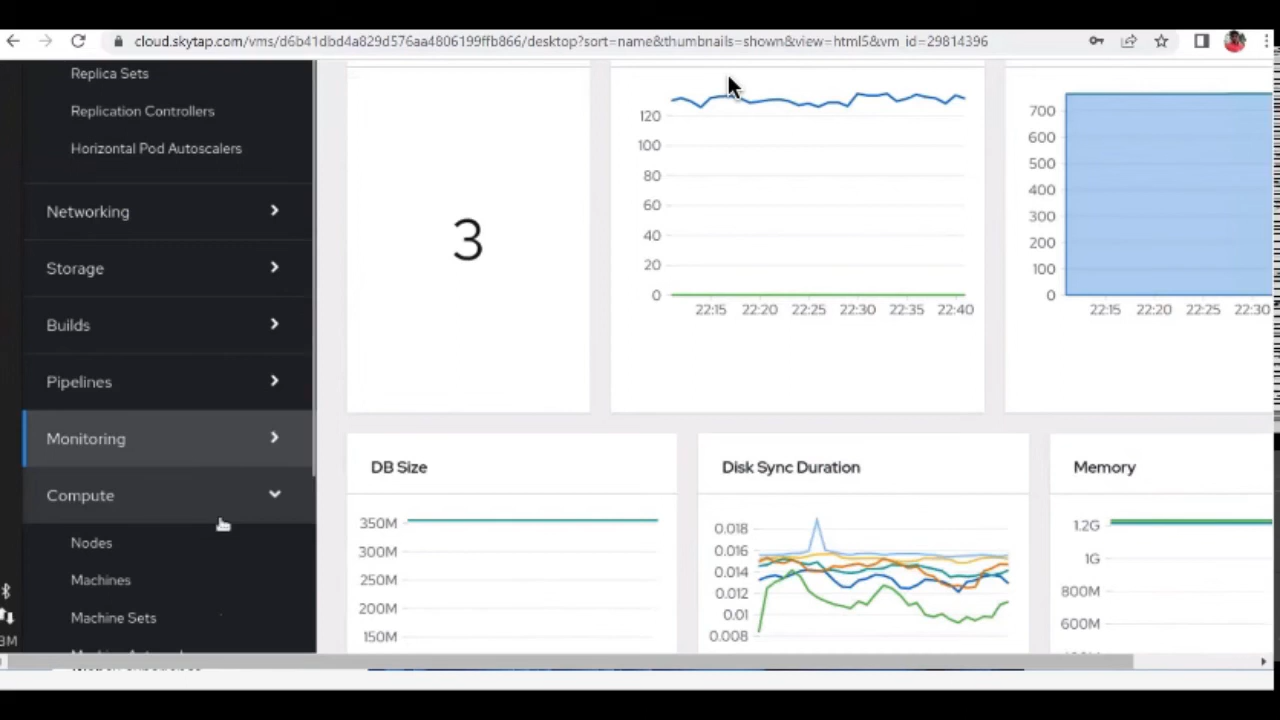 cloud.skytap.com/vms/d6b41dbd4a829d576aa4806199ffb866/desktop?sort=name&thumbnails=shown&view=html5&vm_id=29814396
Replica Sets
Replication Controllers
Horizontal Pod Autoscalers
Networking
Storage
Builds
Pipelines
Monitoring
Compute
Nodes
Machines
Machine Sets
3
120
100
80
60
40
20
0
22:15 22:20 22:25 22:30 22:35 22:40
700
600
500
400
300
200
100
0
22:15 22:20 22:25 22:30
DB Size
350M
300M
250M
200M
150M
Disk Sync Duration
0.018
0.016
0.014
0.012
0.01
0.008
Memory
1.2G
1G
800M
600M